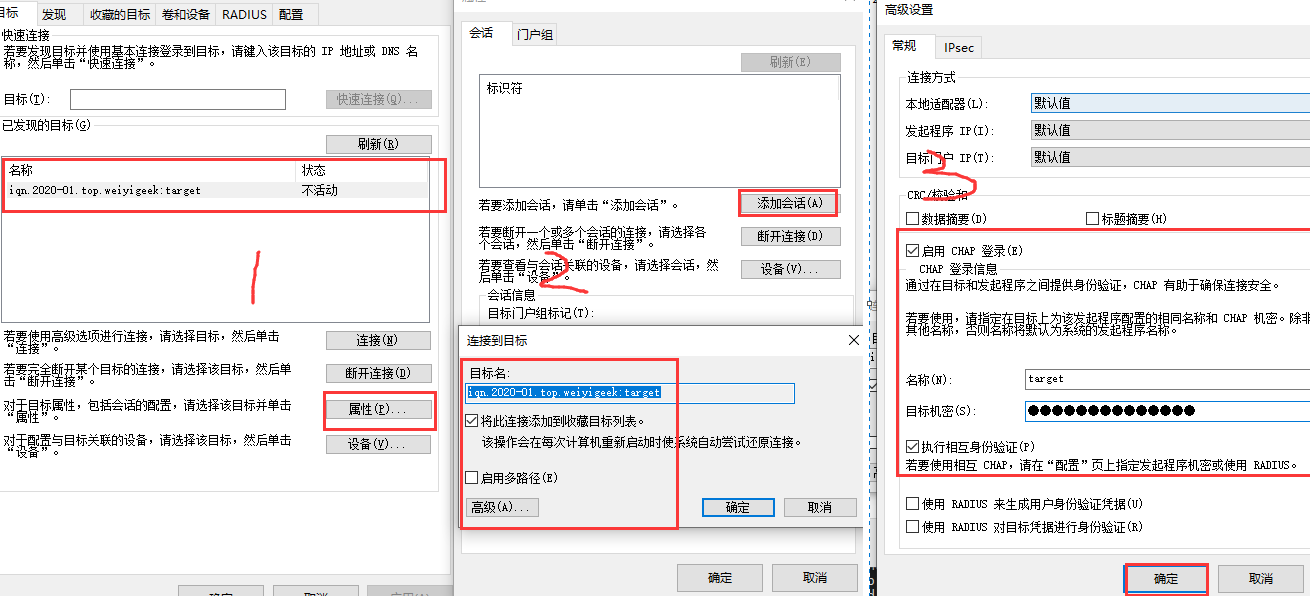 目标 发现 收藏的目标 卷和设备 RADIUS 配置
快速连接
若要发现目标并使用基本连接登录到目标，请键入该目标的 IP 地址或 DNS 名
称，然后单击“快速连接”。
目标(T):
快速连接(Q)...
已发现的目标(G)
刷新(R)
名称 状态
iqn.2020-01.top.weiyigeek:target 不活动
1
若要使用高级选项进行连接，请选择目标，然后单击
“连接”。
连接(N)
若要完全断开某个目标的连接，请选择该目标，然后单
击“断开连接”。
断开连接(D)
对于目标属性，包括会话的配置，请选择该目标并单击
“属性”。
属性(P)...
对于配置与目标关联的设备，请选择该目标，然后单击
“设备”。
设备(V)...
确定 取消 应用(A)
会话 门户组
刷新(E)
标识符
若要添加会话，请单击“添加会话”。
添加会话(A)
若要断开一个或多个会话的连接，请选择各
个会话，然后单击“断开连接”。
断开连接(D)
若要查看与会话关联的设备，请选择会话，然
后单击“设备”。
设备(V)...
2
会话信息
目标门户组标记(T):
连接到目标
目标名:
iqn.2020-01.top.weiyigeek:target
将此连接添加到收藏目标列表。
该操作会在每次计算机重新启动时使系统自动尝试还原连接。
启用多路径(E)
高级(A)... 确定 取消
确定 取消
高级设置
常规 IPsec
连接方式
本地适配器(L): 默认值
发起程序 IP(I): 默认值
目标门户 IP(T): 默认值
3
CRC/校验和
数据摘要(D) 标题摘要(H)
启用 CHAP 登录(E)
CHAP 登录信息
通过在目标和发起程序之间提供身份验证，CHAP 有助于确保连接安全。
若要使用，请指定在目标上为该发起程序配置的相同名称和 CHAP 机密。除非
其他名称，否则名称将默认为系统的发起程序名称。
名称(N): target
目标机密(S): ●●●●●●●●●●●●●●
执行相互身份验证(P)
若要使用相互 CHAP，请在“配置”页上指定发起程序机密或使用 RADIUS。
使用 RADIUS 来生成用户身份验证凭据(U)
使用 RADIUS 对目标凭据进行身份验证(R)
确定 取消